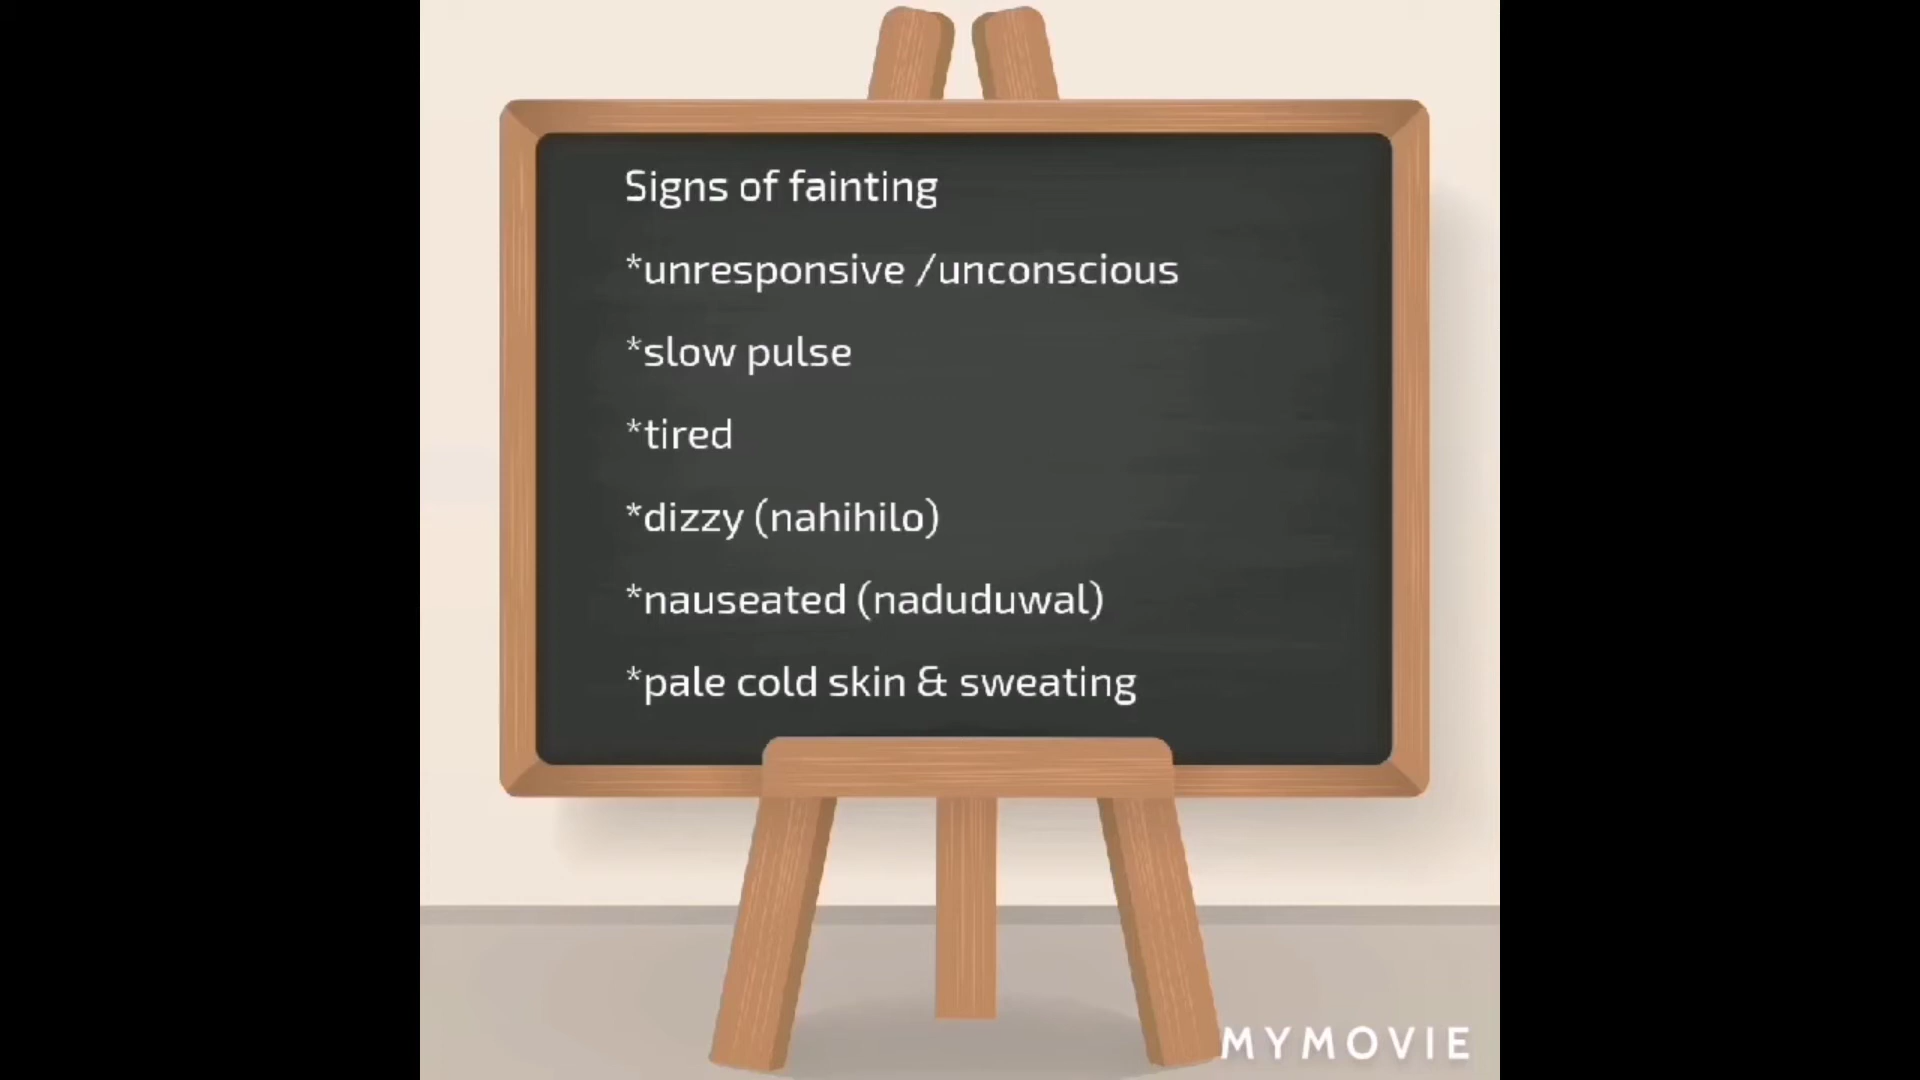 Signs of fainting
*unresponsive /unconscious
*slow pulse
*tired
*dizzy (nahihilo)
*nauseated (naduduwal)
*pale cold skin & sweating
MYMOVIE